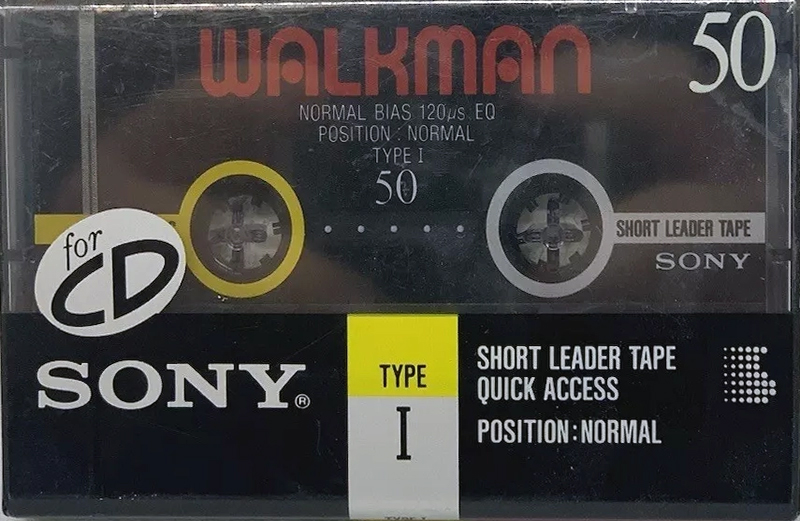 WALKMAN
50
NORMAL BIAS 120µs EQ
POSITION : NORMAL
TYPE I
50
for
CD
SHORT LEADER TAPE
SONY
SONY®
TYPE
I
SHORT LEADER TAPE
QUICK ACCESS
POSITION:NORMAL
TYPE I